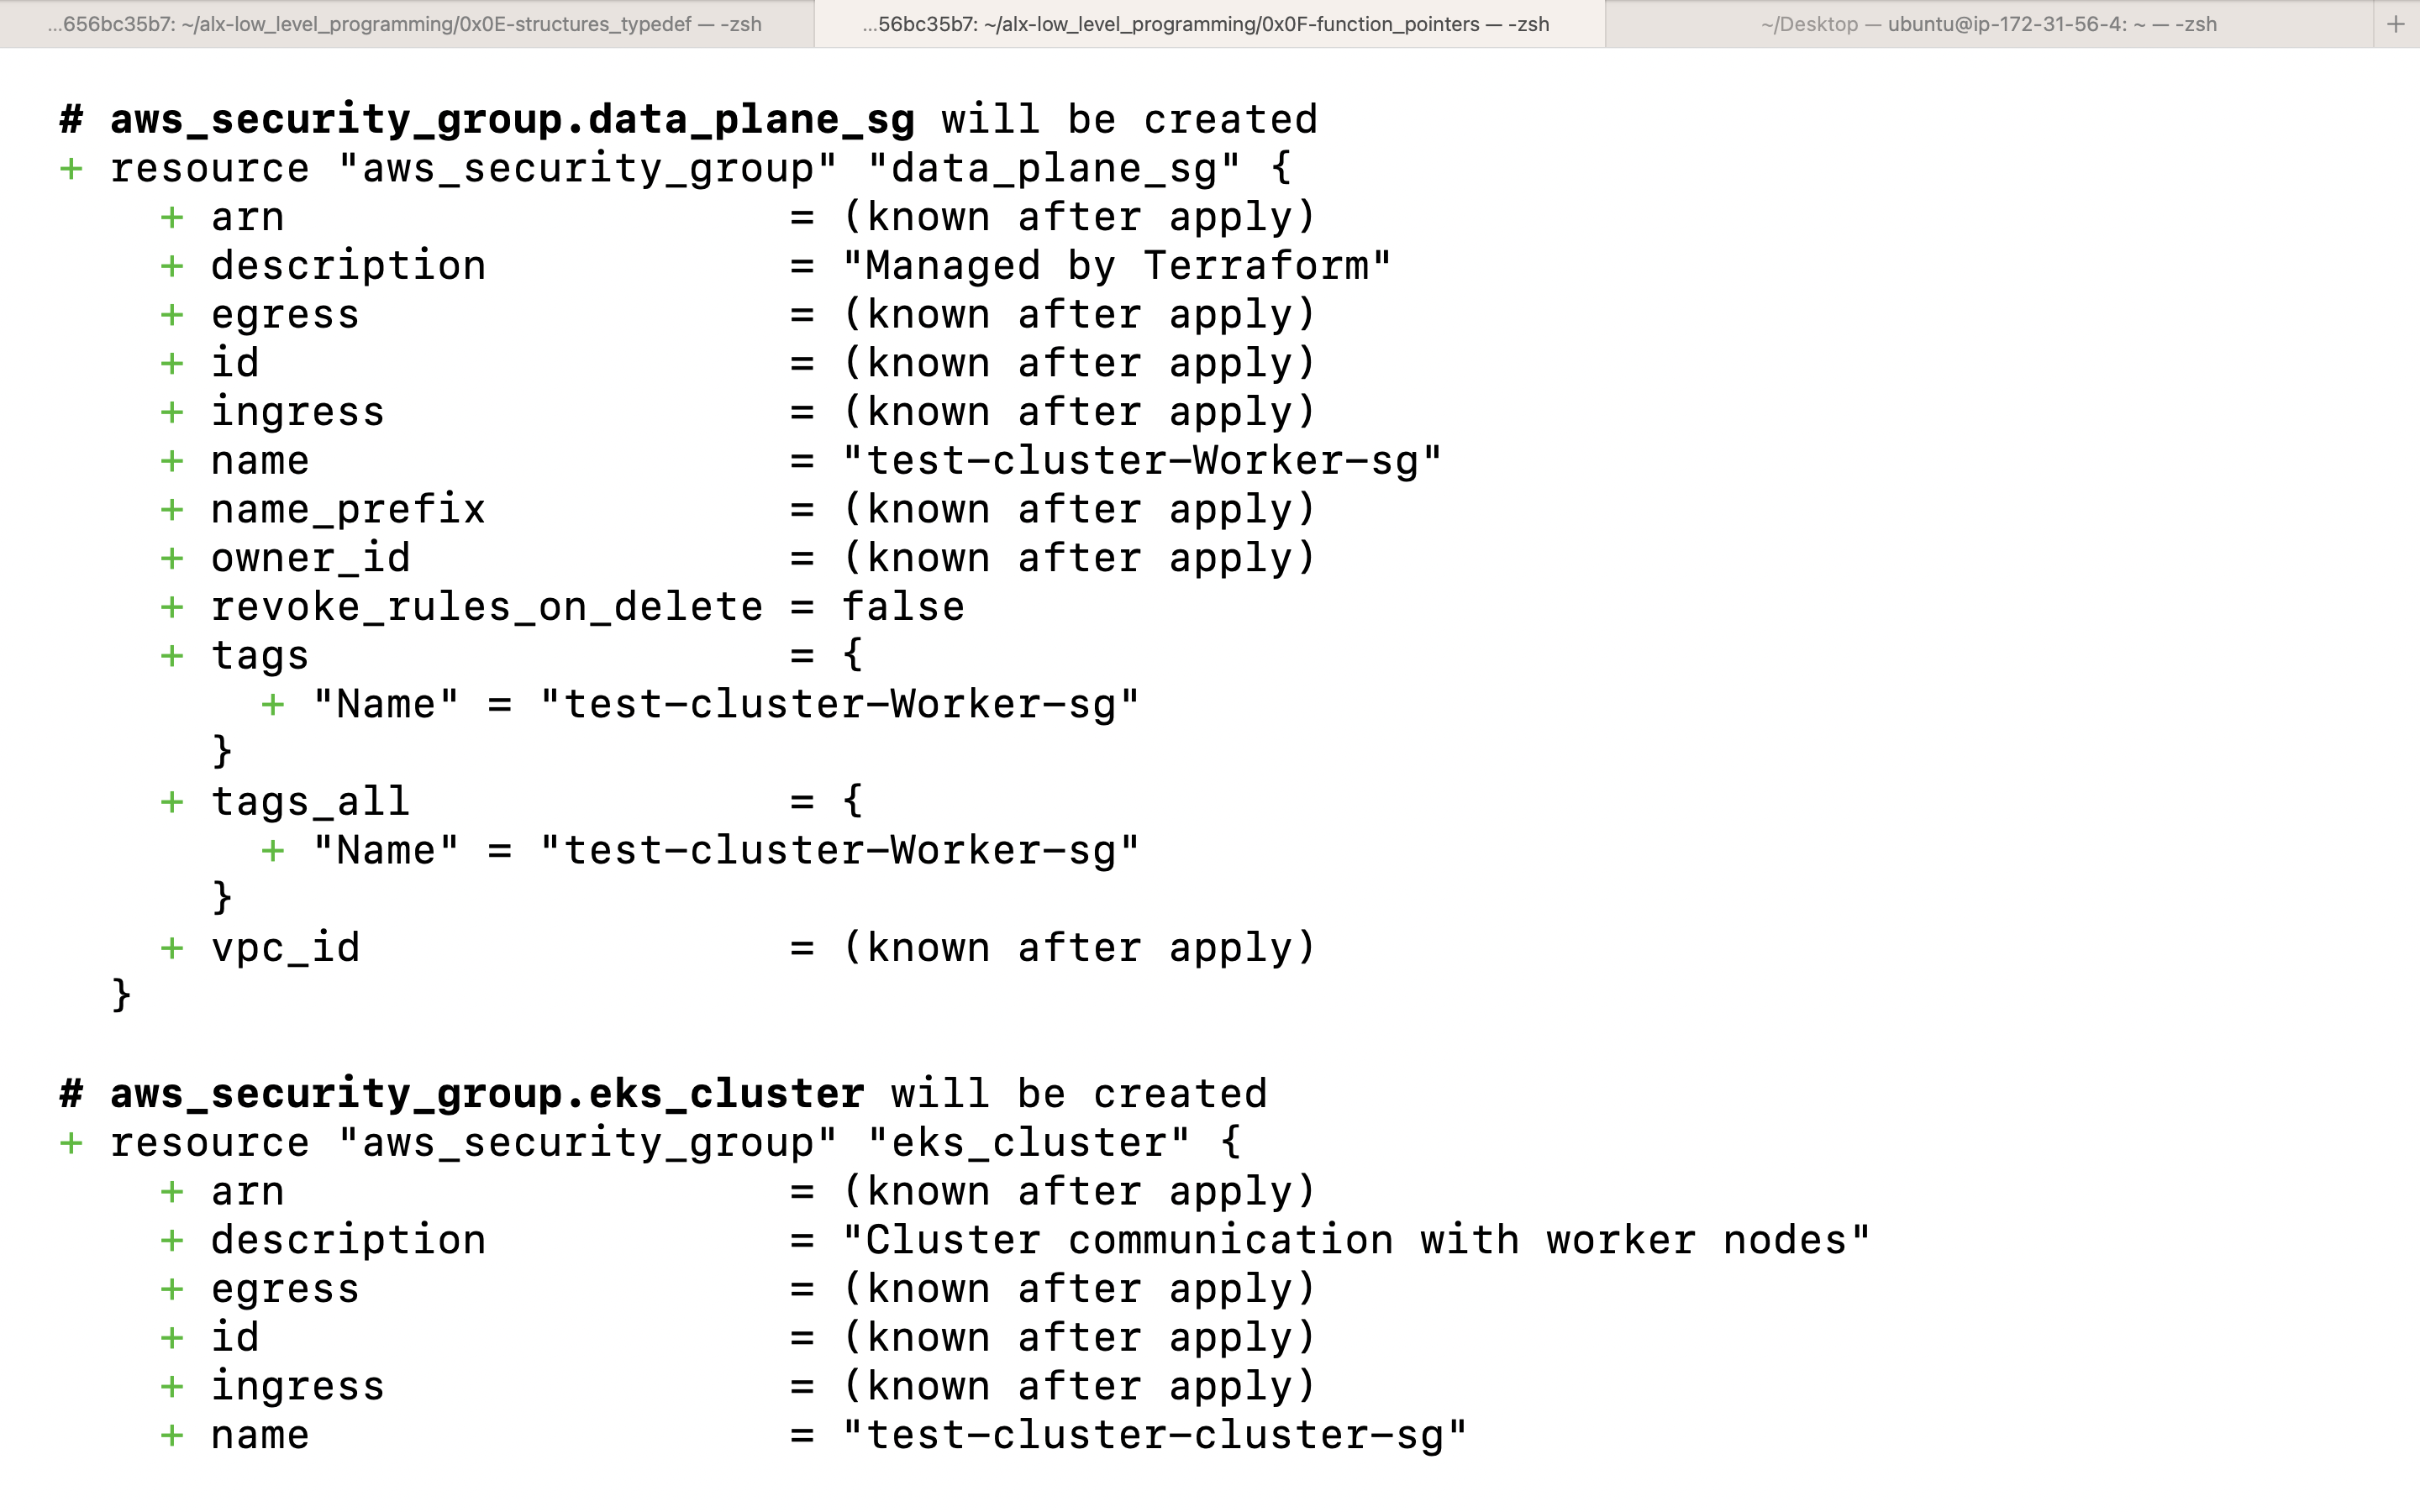 ...656bc35b7: ~/alx-low_level_programming/0x0E-structures_typedef — -zsh
...56bc35b7: ~/alx-low_level_programming/0x0F-function_pointers — -zsh
~/Desktop — ubuntu@ip-172-31-56-4: ~ — -zsh
+
# aws_security_group.data_plane_sg will be created
+ resource "aws_security_group" "data_plane_sg" {
    + arn                    = (known after apply)
    + description            = "Managed by Terraform"
    + egress                 = (known after apply)
    + id                     = (known after apply)
    + ingress                = (known after apply)
    + name                   = "test-cluster-Worker-sg"
    + name_prefix            = (known after apply)
    + owner_id               = (known after apply)
    + revoke_rules_on_delete = false
    + tags                   = {
        + "Name" = "test-cluster-Worker-sg"
      }
    + tags_all               = {
        + "Name" = "test-cluster-Worker-sg"
      }
    + vpc_id                 = (known after apply)
  }
# aws_security_group.eks_cluster will be created
+ resource "aws_security_group" "eks_cluster" {
    + arn                    = (known after apply)
    + description            = "Cluster communication with worker nodes"
    + egress                 = (known after apply)
    + id                     = (known after apply)
    + ingress                = (known after apply)
    + name                   = "test-cluster-cluster-sg"